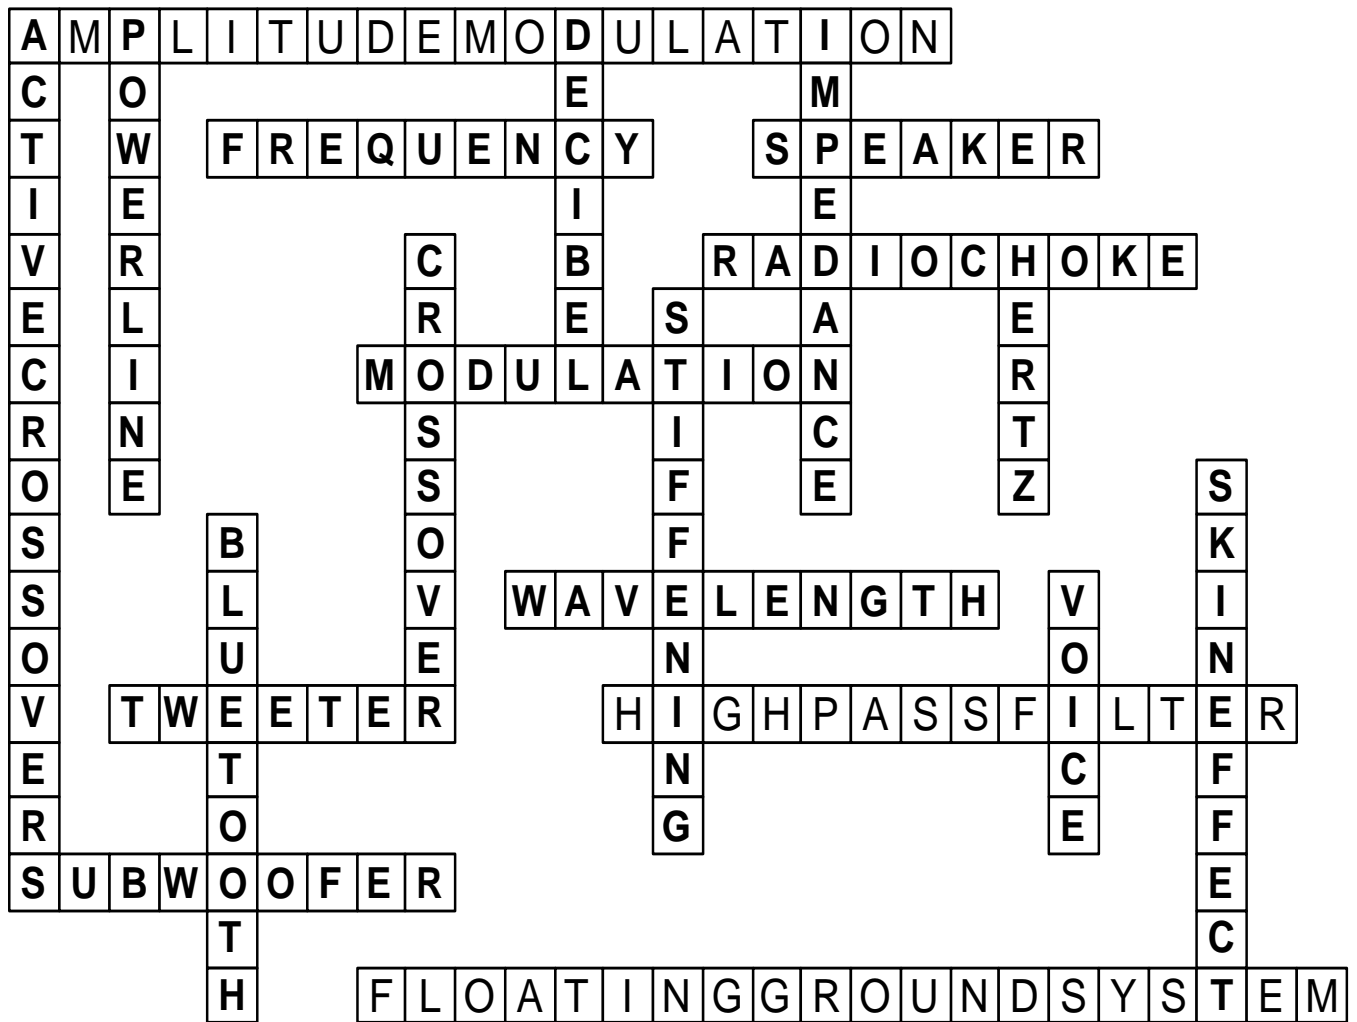 AMPLITUDEMODULATION
ACTIVECROSSOVERS
POWERLINE
DECIBEL
IMPEDANCE
FREQUENCY
SPEAKER
CROSSOVER
RADIOCHOKE
HERTZ
STIFFENING
MODULATION
SKINEFFECT
BLUETOOTH
WAVELENGTH
VOICE
TWEETER
HIGHPASSFILTER
SUBWOOFER
FLOATINGGROUNDSYSTEM